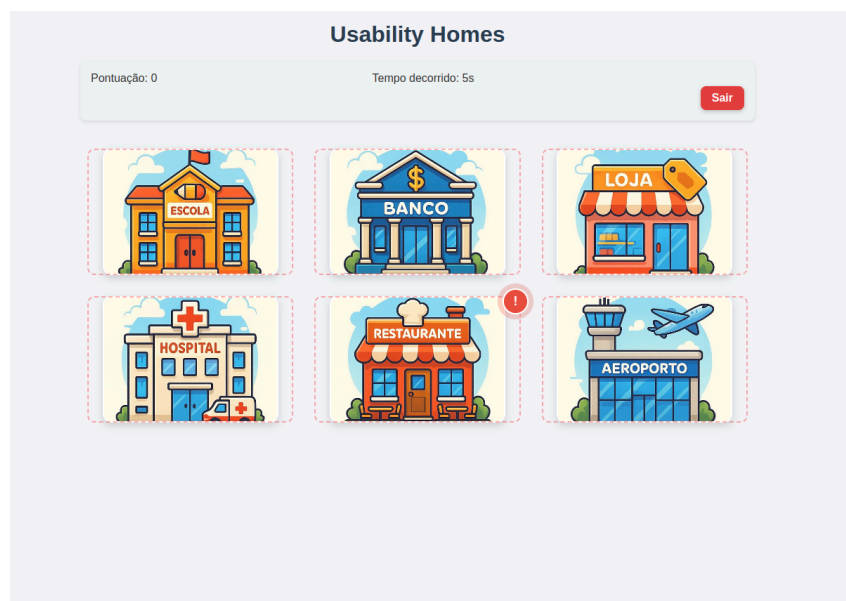 Usability Homes
Pontuação: 0
Tempo decorrido: 5s
Sair
ESCOLA
$
BANCO
LOJA
HOSPITAL
!
RESTAURANTE
AEROPORTO